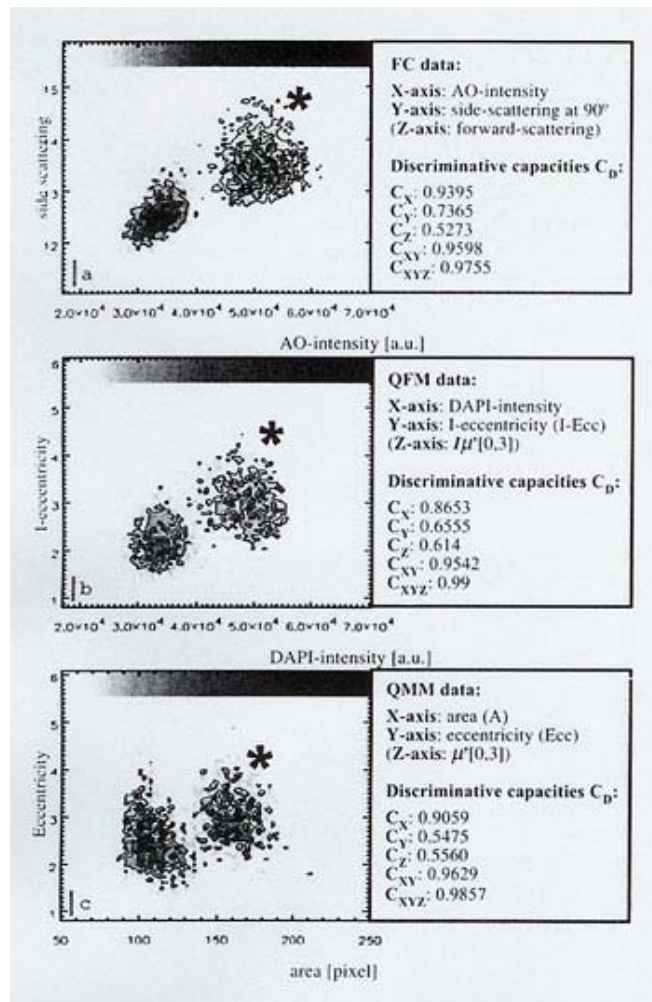 FC data:
X-axis: AO-intensity
Y-axis: side-scattering at 90°
(Z-axis: forward-scattering)
Discriminative capacities C_D:
C_X: 0.9395
C_Y: 0.7365
C_Z: 0.5273
C_XY: 0.9598
C_XYZ: 0.9755
side scattering
15
14
13
12
a
2.0×10⁴ 3.0×10⁴ 4.0×10⁴ 5.0×10⁴ 6.0×10⁴ 7.0×10⁴
AO-intensity [a.u.]
QFM data:
X-axis: DAPI-intensity
Y-axis: I-eccentricity (I-Ecc)
(Z-axis: Iμ'[0,3])
Discriminative capacities C_D:
C_X: 0.8653
C_Y: 0.6555
C_Z: 0.614
C_XY: 0.9542
C_XYZ: 0.99
I-eccentricity
6
5
4
3
2
1
b
2.0×10⁴ 3.0×10⁴ 4.0×10⁴ 5.0×10⁴ 6.0×10⁴ 7.0×10⁴
DAPI-intensity [a.u.]
QMM data:
X-axis: area (A)
Y-axis: eccentricity (Ecc)
(Z-axis: μ'[0,3])
Discriminative capacities C_D:
C_X: 0.9059
C_Y: 0.5475
C_Z: 0.5560
C_XY: 0.9629
C_XYZ: 0.9857
Eccentricity
6
5
4
3
2
1
c
50 100 150 200 250
area [pixel]